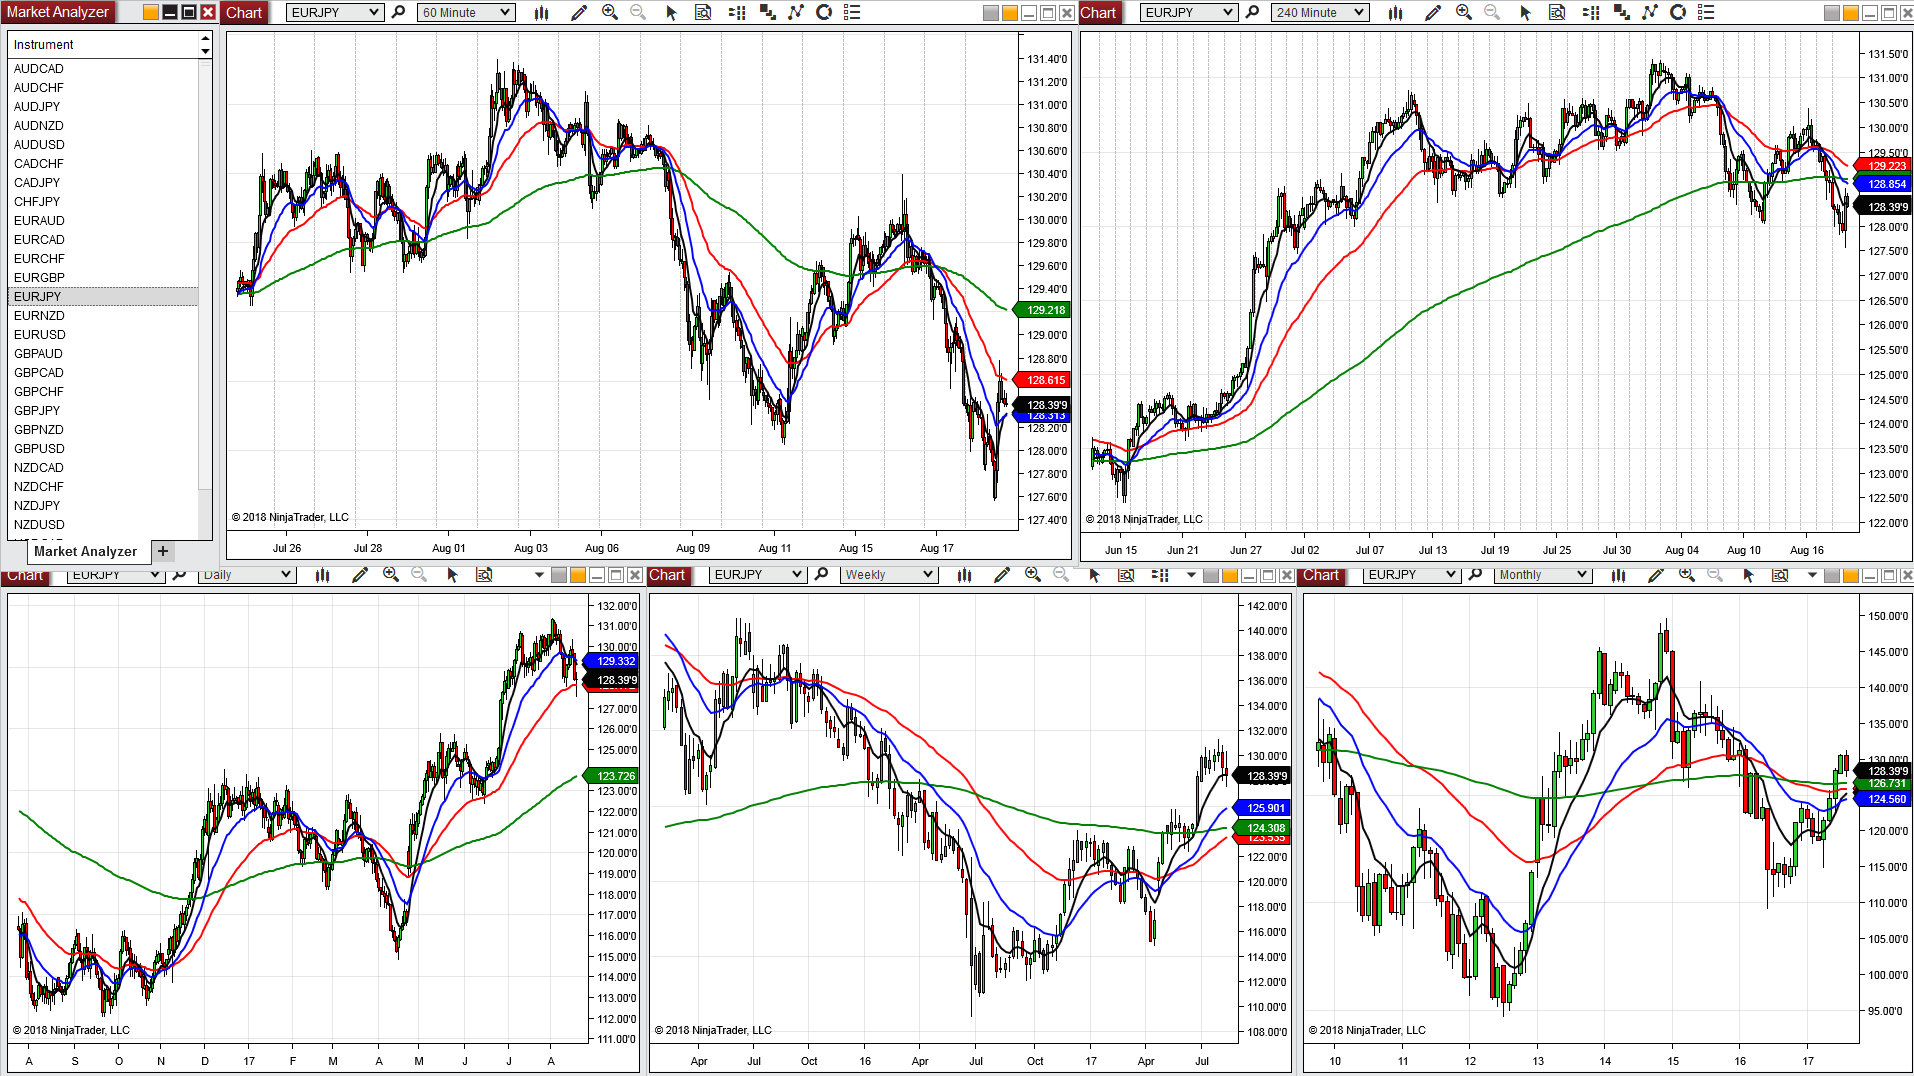 Market Analyzer
Instrument
AUDCAD
AUDCHF
AUDJPY
AUDNZD
AUDUSD
CADCHF
CADJPY
CHFJPY
EURAUD
EURCAD
EURCHF
EURGBP
EURJPY
EURNZD
EURUSD
GBPAUD
GBPCAD
GBPCHF
GBPJPY
GBPNZD
GBPUSD
NZDCAD
NZDCHF
NZDJPY
NZDUSD
Market Analyzer +
Chart EURJPY 60 Minute
131.40'0
131.20'0
131.00'0
130.80'0
130.60'0
130.40'0
130.20'0
130.00'0
129.80'0
129.60'0
129.40'0
129.218
129.00'0
128.80'0
128.615
128.39'9
128.313
128.20'0
128.00'0
127.80'0
127.60'0
127.40'0
© 2018 NinjaTrader, LLC
Jul 26 Jul 28 Aug 01 Aug 03 Aug 06 Aug 09 Aug 11 Aug 15 Aug 17
Chart EURJPY 240 Minute
131.50'0
131.00'0
130.50'0
130.00'0
129.50'0
129.223
128.854
128.39'9
128.00'0
127.50'0
127.00'0
126.50'0
126.00'0
125.50'0
125.00'0
124.50'0
124.00'0
123.50'0
123.00'0
122.50'0
122.00'0
© 2018 NinjaTrader, LLC
Jun 15 Jun 21 Jun 27 Jul 02 Jul 07 Jul 13 Jul 19 Jul 25 Jul 30 Aug 04 Aug 10 Aug 16
Chart EURJPY Daily
132.00'0
131.00'0
130.00'0
129.332
128.39'9
127.00'0
126.00'0
125.00'0
123.726
123.00'0
122.00'0
121.00'0
120.00'0
119.00'0
118.00'0
117.00'0
116.00'0
115.00'0
114.00'0
113.00'0
112.00'0
111.00'0
© 2018 NinjaTrader, LLC
A S O N D 17 F M A M J J A
Chart EURJPY Weekly
142.00'0
140.00'0
138.00'0
136.00'0
134.00'0
132.00'0
130.00'0
128.39'9
125.901
124.308
123.535
122.00'0
120.00'0
118.00'0
116.00'0
114.00'0
112.00'0
110.00'0
108.00'0
© 2018 NinjaTrader, LLC
Apr Jul Oct 16 Apr Jul Oct 17 Apr Jul
Chart EURJPY Monthly
150.00'0
145.00'0
140.00'0
135.00'0
130.00'0
128.39'9
126.731
124.560
120.00'0
115.00'0
110.00'0
105.00'0
100.00'0
95.00'0
© 2018 NinjaTrader, LLC
10 11 12 13 14 15 16 17